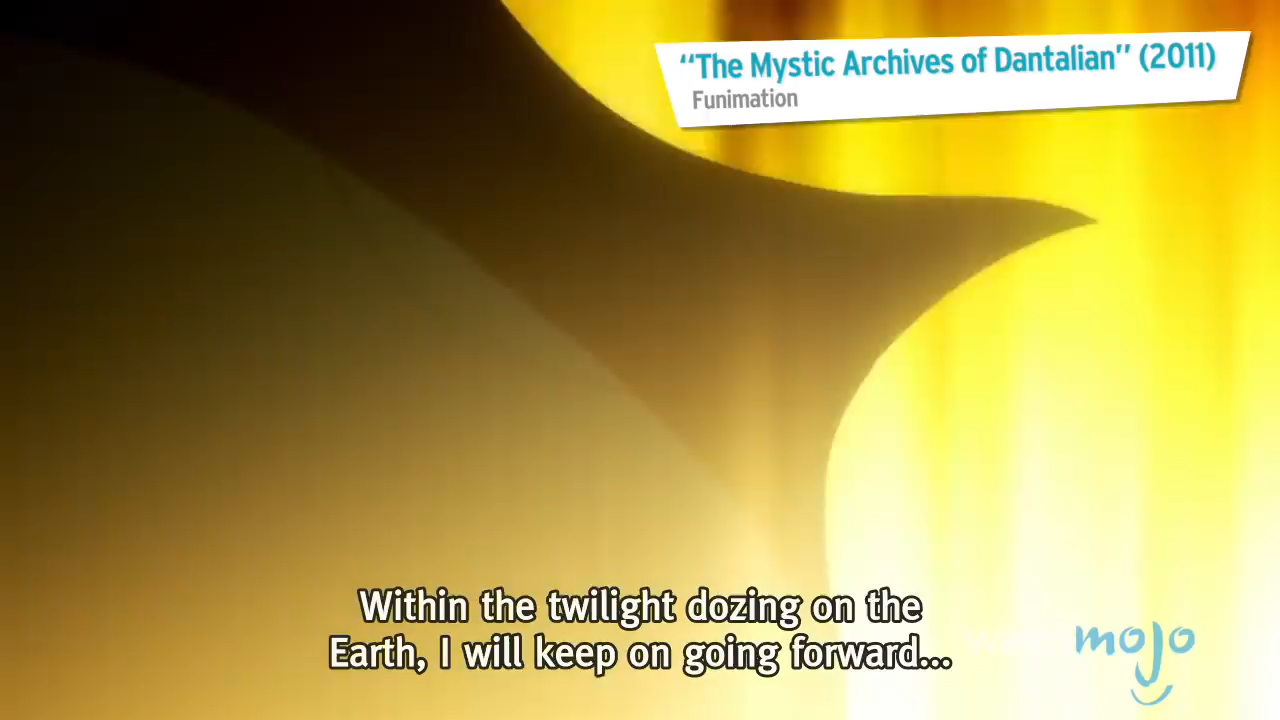 “The Mystic Archives of Dantalian” (2011)
Funimation
Within the twilight dozing on the
Earth, I will keep on going forward...
mojo